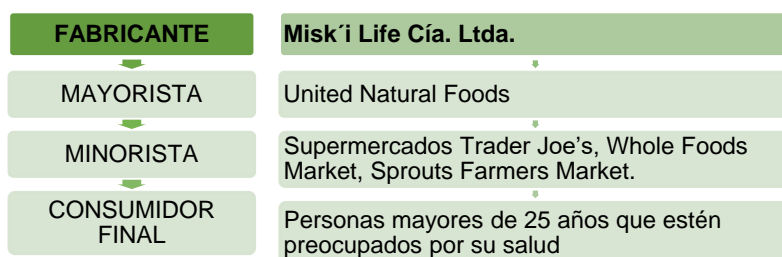 FABRICANTE
Misk´i Life Cía. Ltda.
MAYORISTA
United Natural Foods
MINORISTA
Supermercados Trader Joe’s, Whole Foods
Market, Sprouts Farmers Market.
CONSUMIDOR
FINAL
Personas mayores de 25 años que estén
preocupados por su salud